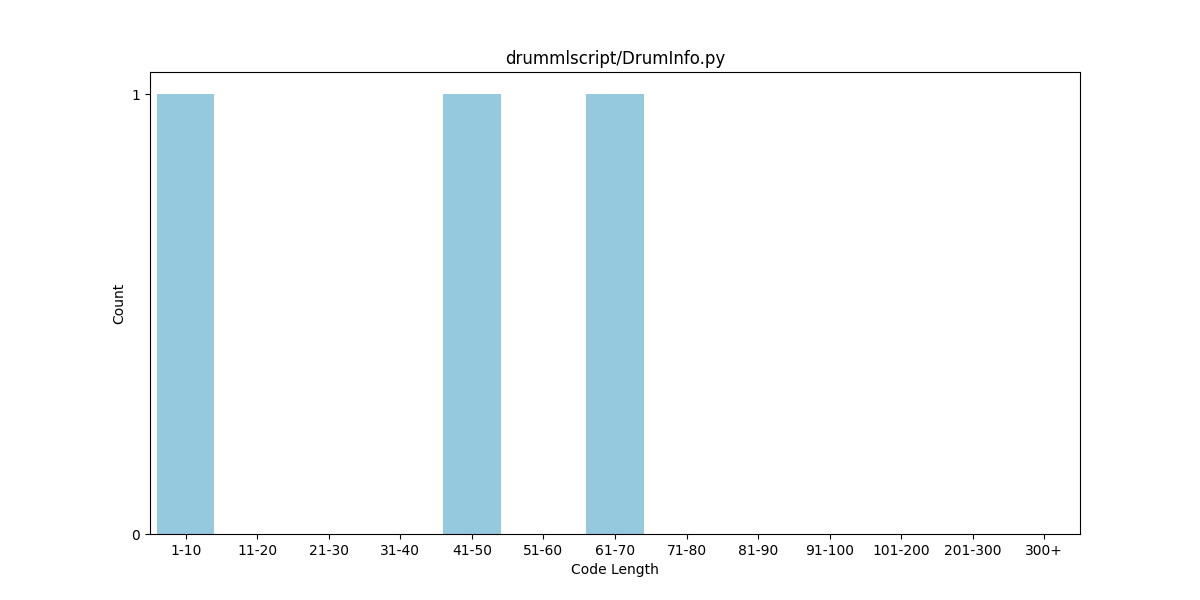 drummlscript/DrumInfo.py
1
Count
0
1-10 11-20 21-30 31-40 41-50 51-60 61-70 71-80 81-90 91-100 101-200 201-300 300+
Code Length